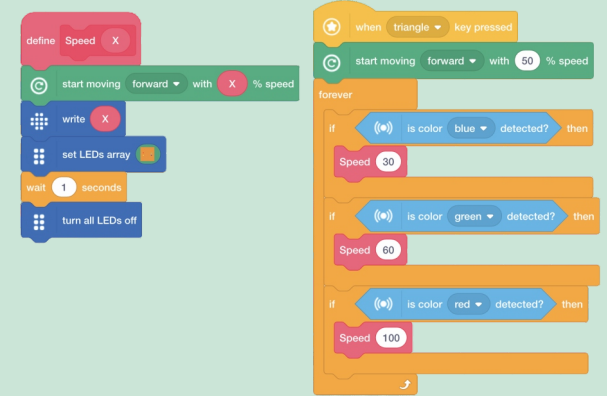 define Speed X
start moving forward with X % speed
write X
set LEDs array
wait 1 seconds
turn all LEDs off
when triangle key pressed
start moving forward with 50 % speed
forever
if is color blue detected? then
Speed 30
if is color green detected? then
Speed 60
if is color red detected? then
Speed 100